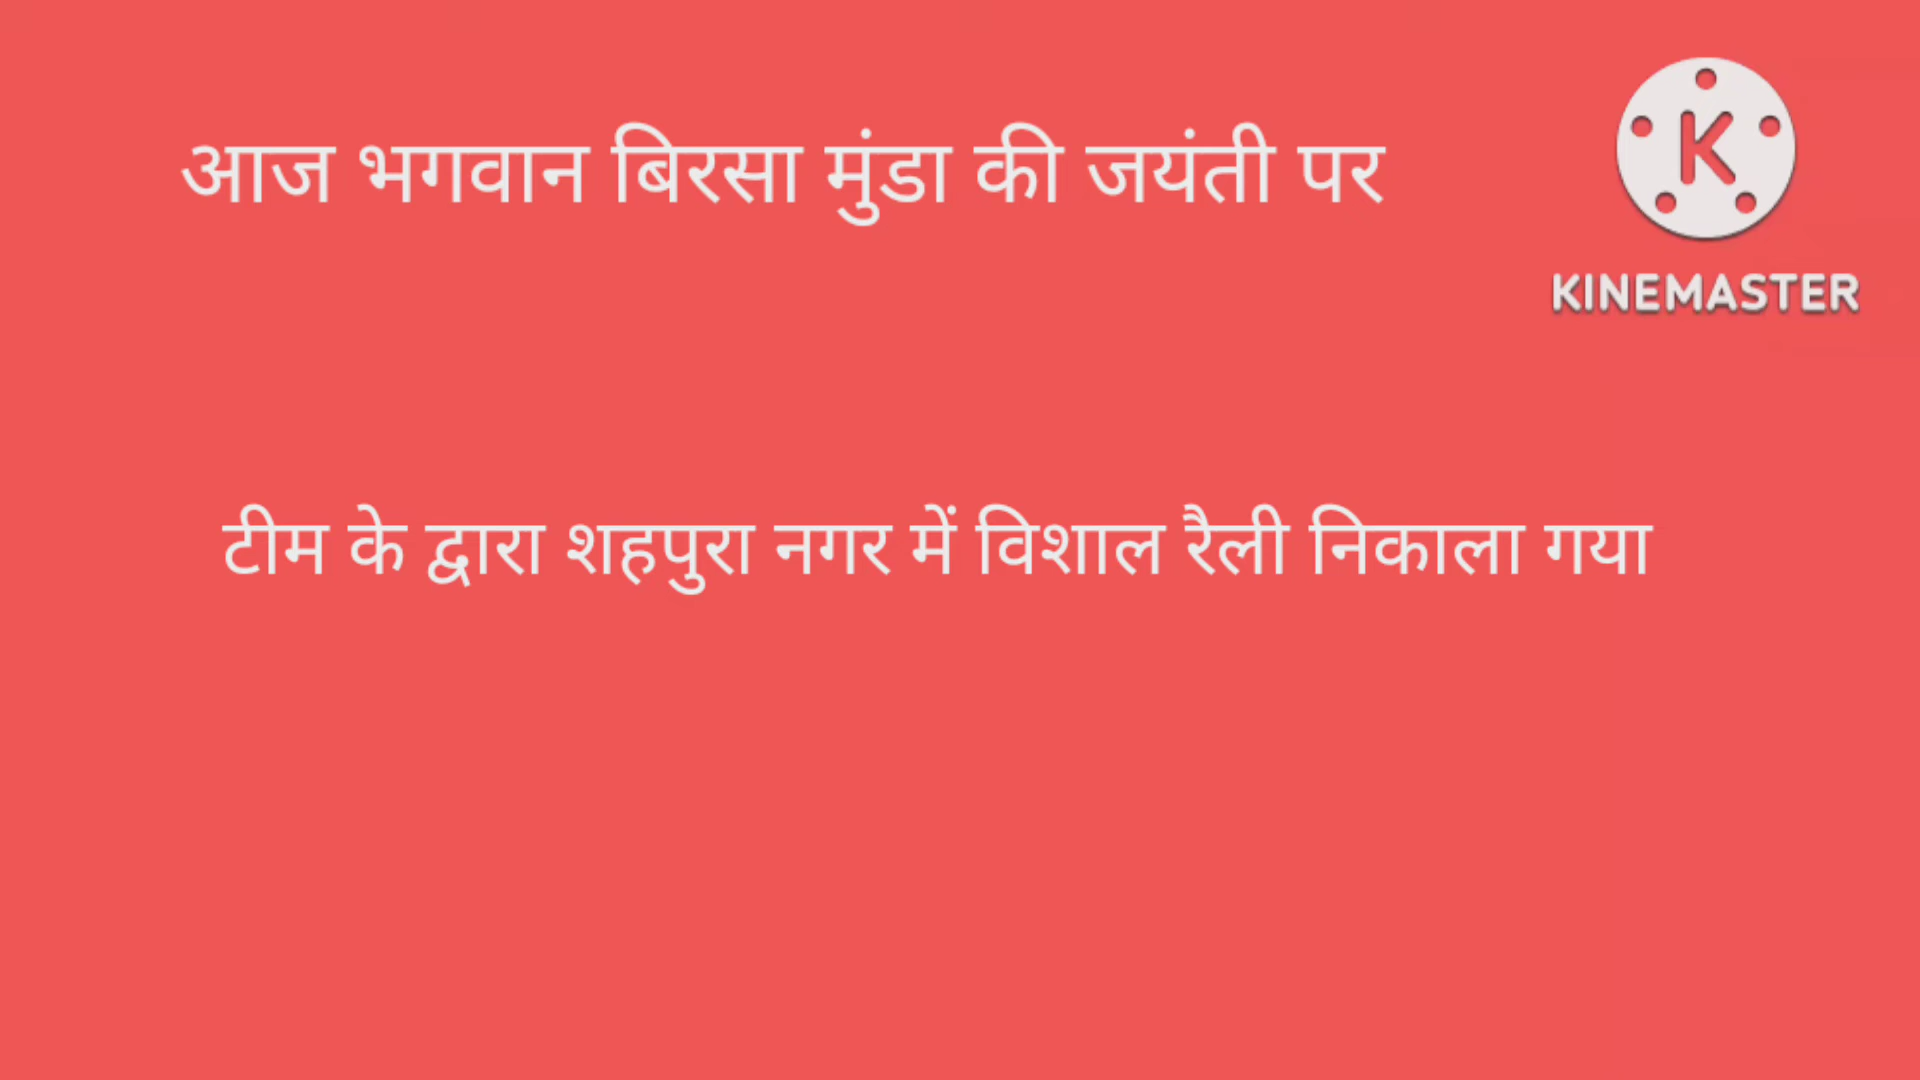 आज भगवान बिरसा मुंडा की जयंती पर
K
KINEMASTER
टीम के द्वारा शहपुरा नगर में विशाल रैली निकाला गया